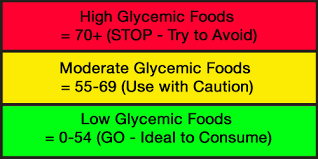 High Glycemic Foods
= 70+ (STOP - Try to Avoid)
Moderate Glycemic Foods
= 55-69 (Use with Caution)
Low Glycemic Foods
= 0-54 (GO - Ideal to Consume)